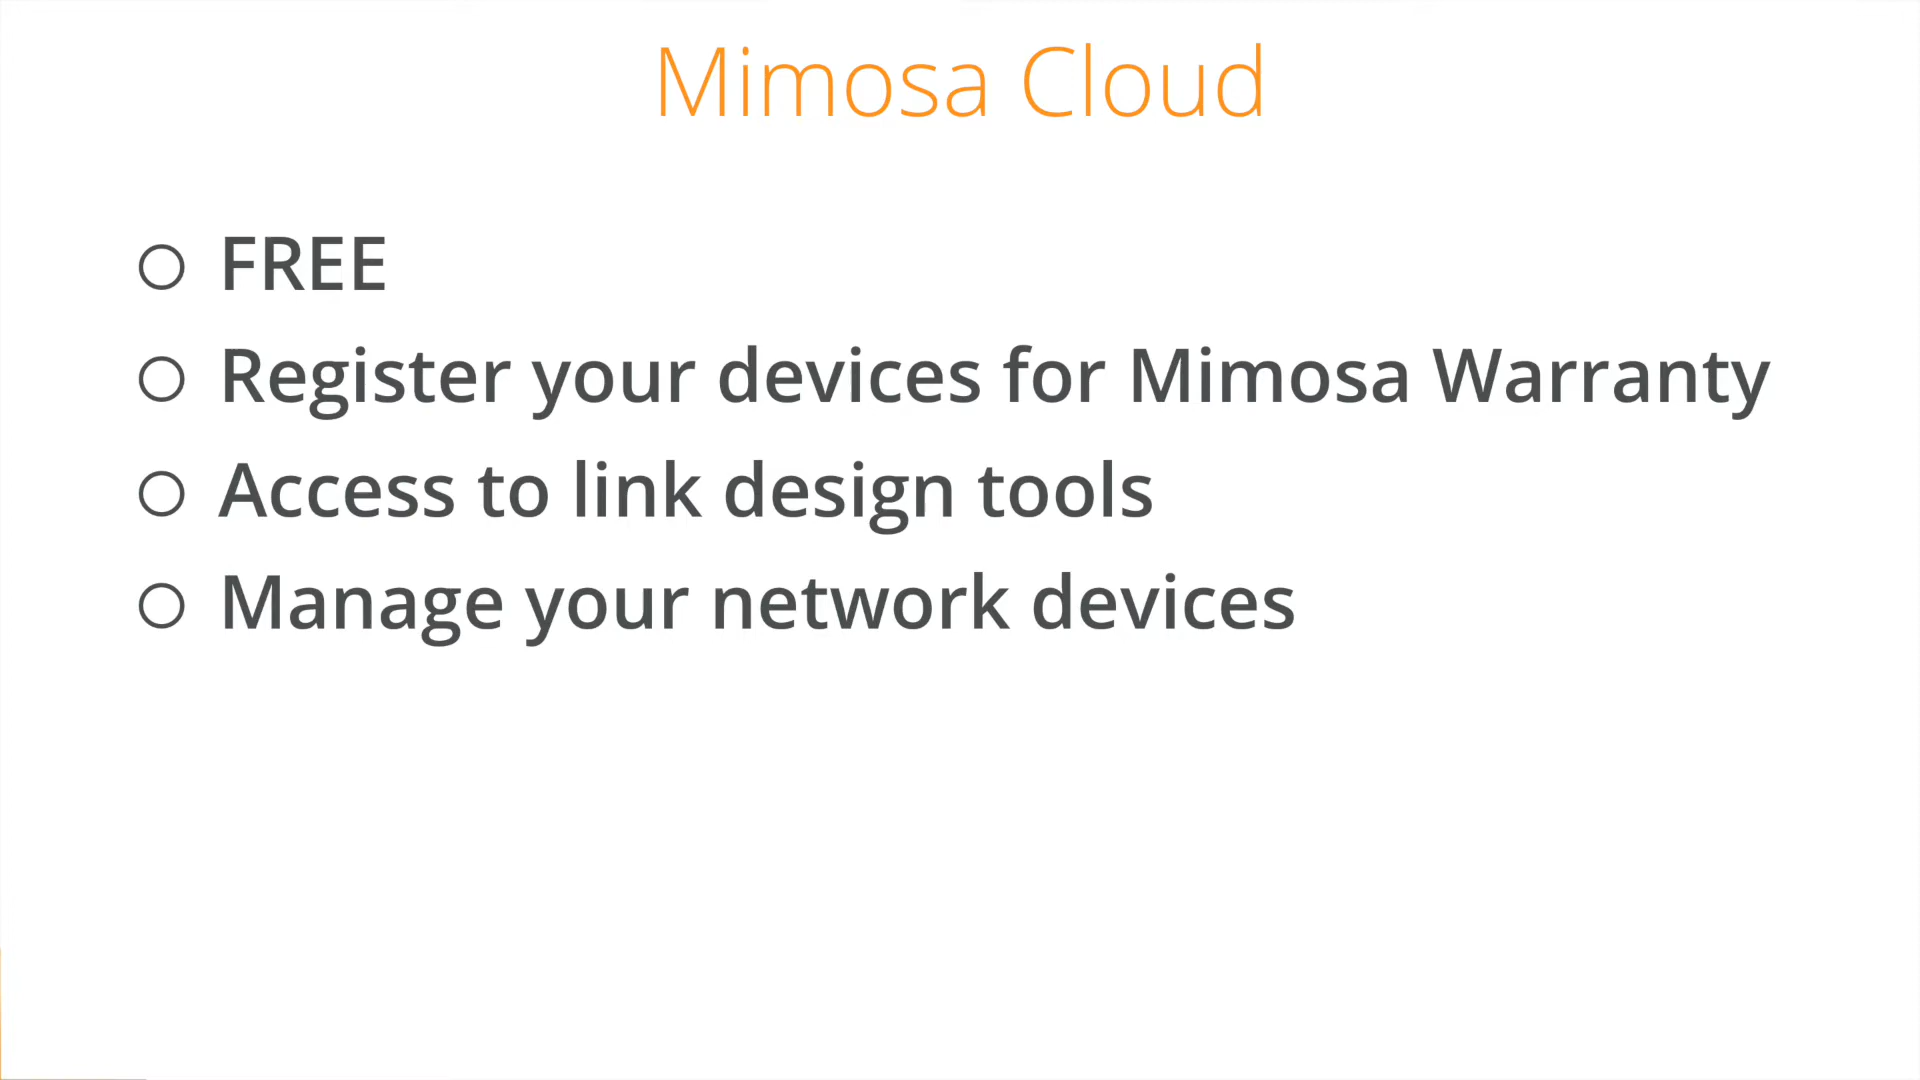 Mimosa Cloud
FREE
Register your devices for Mimosa Warranty
Access to link design tools
Manage your network devices